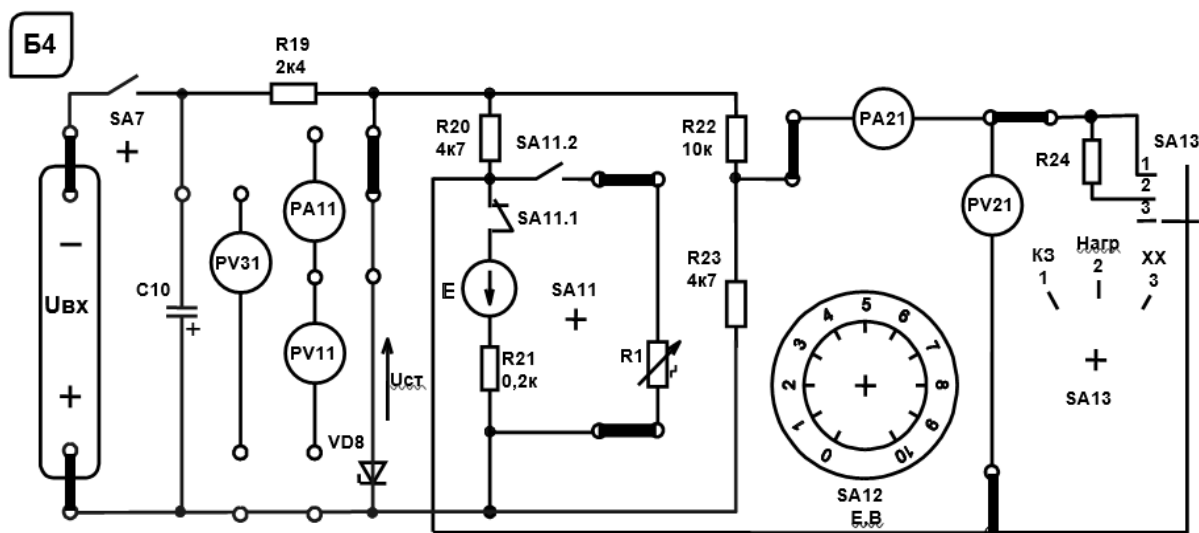 Б4
R19
2к4
SA7
+
R20
4к7
SA11.2
R22
10к
PA21
SA13
R24
1
2
3
SA11.1
PA11
PV31
PV21
−
Uвх
+
C10
+
E
SA11
+
R23
4к7
КЗ
1
Нагр
2
ХХ
3
PV11
Uст
R21
0,2к
R1
+
SA13
VD8
0
1
2
3
4
5
6
7
8
9
10
+
SA12
Е,В